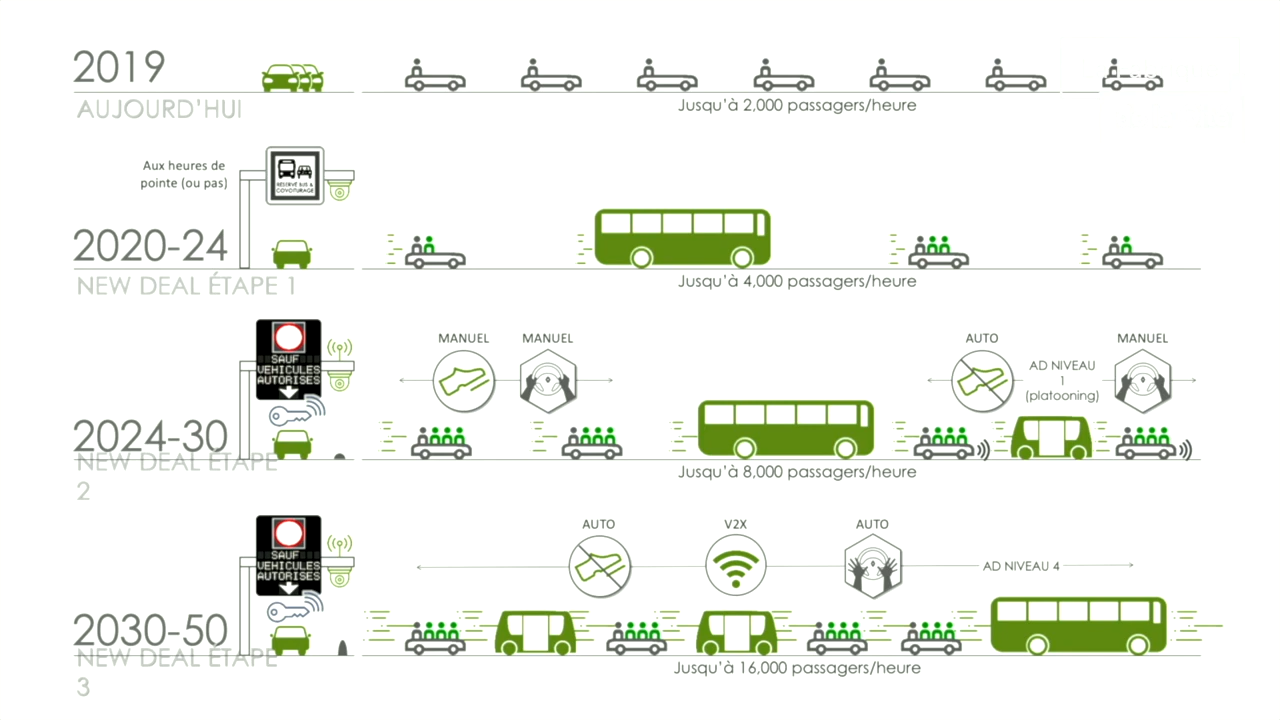 2019
AUJOURD'HUI
Jusqu'à 2,000 passagers/heure
Aux heures de
pointe (ou pas)
RÉSERVÉ BUS &
COVOITURAGE
2020-24
NEW DEAL ÉTAPE 1
Jusqu'à 4,000 passagers/heure
SAUF
VEHICULES
AUTORISES
MANUEL
MANUEL
AUTO
AD NIVEAU
1
(platooning)
MANUEL
2024-30
NEW DEAL ÉTAPE
2
Jusqu'à 8,000 passagers/heure
SAUF
VEHICULES
AUTORISES
AUTO
V2X
AUTO
AD NIVEAU 4
2030-50
NEW DEAL ÉTAPE
3
Jusqu'à 16,000 passagers/heure